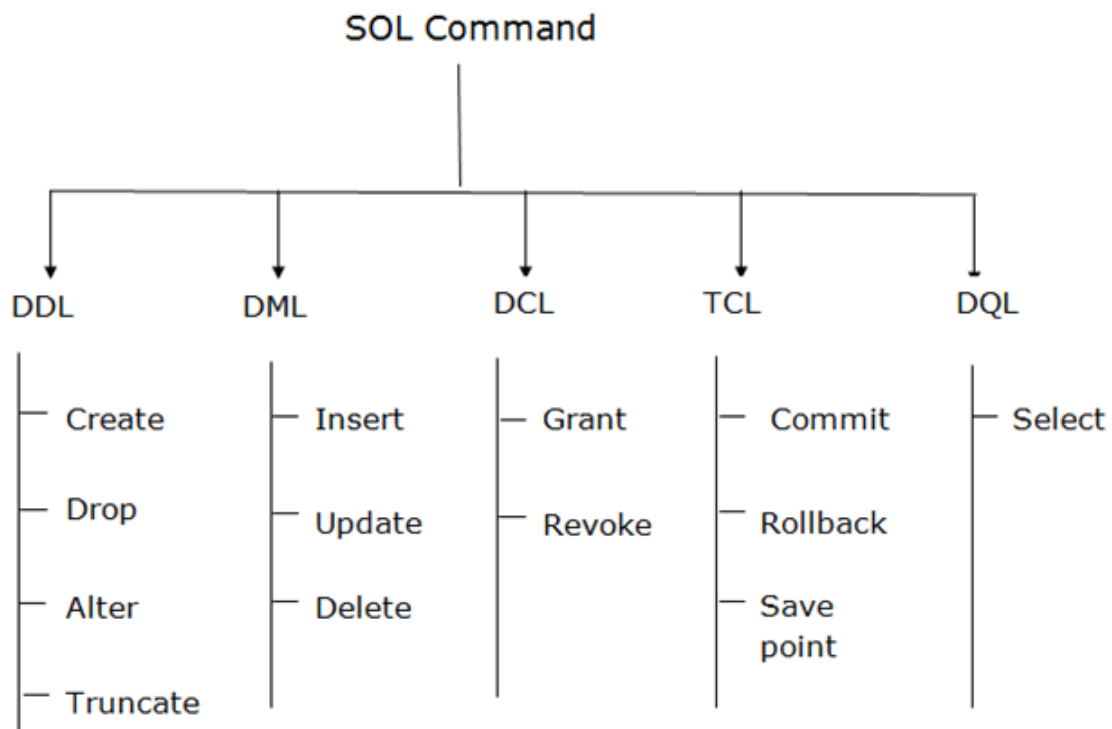 SOL Command
DDL
DML
DCL
TCL
DQL
Create
Drop
Alter
Truncate
Insert
Update
Delete
Grant
Revoke
Commit
Rollback
Save
point
Select